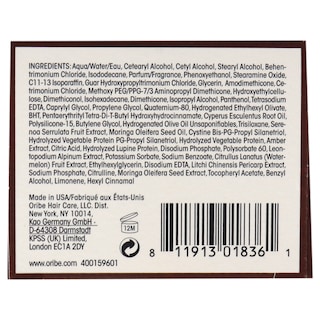 INGREDIENTS: Aqua/Water/Eau, Cetearyl Alcohol, Cetyl Alcohol, Stearyl Alcohol, Behen-
trimonium Chloride, Isododecane, Parfum/Fragrance, Phenoxyethanol, Stearamine Oxide,
C11-13 Isoparaffin, Guar Hydroxypropyltrimonium Chloride, Glycerin, Amodimethicone, Cetrimonium
Chloride, Methoxy PEG/PPG-7/3 Aminopropyl Dimethicone, Hydroxyethylcellu-
lose, Dimethiconol, Isohexadecane, Dimethicone, Isopropyl Alcohol, Panthenol, Tetrasodium
EDTA, Caprylyl Glycol, Propylene Glycol, Quaternium-80, Hydrogenated Vegetable Oil, Ethylhexylglycerin,
BHT, Pentaerythrityl Tetra-Di-T-Butyl Hydroxyhydrocinnamate, Cyperus Esculentus Root Oil,
Polysilicone-15, Butylene Glycol, Hydrogenated Olive Oil Unsaponifiables, Trisiloxane, Sere-
noa Serrulata Fruit Extract, Moringa Oleifera Seed Oil, Cystine Bis-PG-Propyl Silanetriol,
Hydrolyzed Vegetable Protein PG-Propyl Silanetriol, Hydrolyzed Vegetable Protein, Amber
Extract, Citric Acid, Hydrolyzed Lupine Protein, Disodium Phosphate, Polysorbate 60, Leon-
topodium Alpinum Extract, Potassium Sorbate, Sodium Benzoate, Citrullus Lanatus (Water-
melon) Fruit Extract, Ethylhexylglycerin, Disodium EDTA, Litchi Chinensis Pericarp Extract,
Sodium Phosphate, Citrulline, Moringa Oleifera Seed Extract, Tocopheryl Acetate, Benzyl
Alcohol, Limonene, Hexyl Cinnamal
Made in USA/Fabriqué aux États-Unis
Oribe Hair Care, LLC. Dist.
New York, NY, 10014,
Kao Germany GmbH -
D-64308 Darmstadt
KPSS (UK) Limited,
London EC1A 2DY
12M
8 11913 01836 1
www.oribe.com 400159601